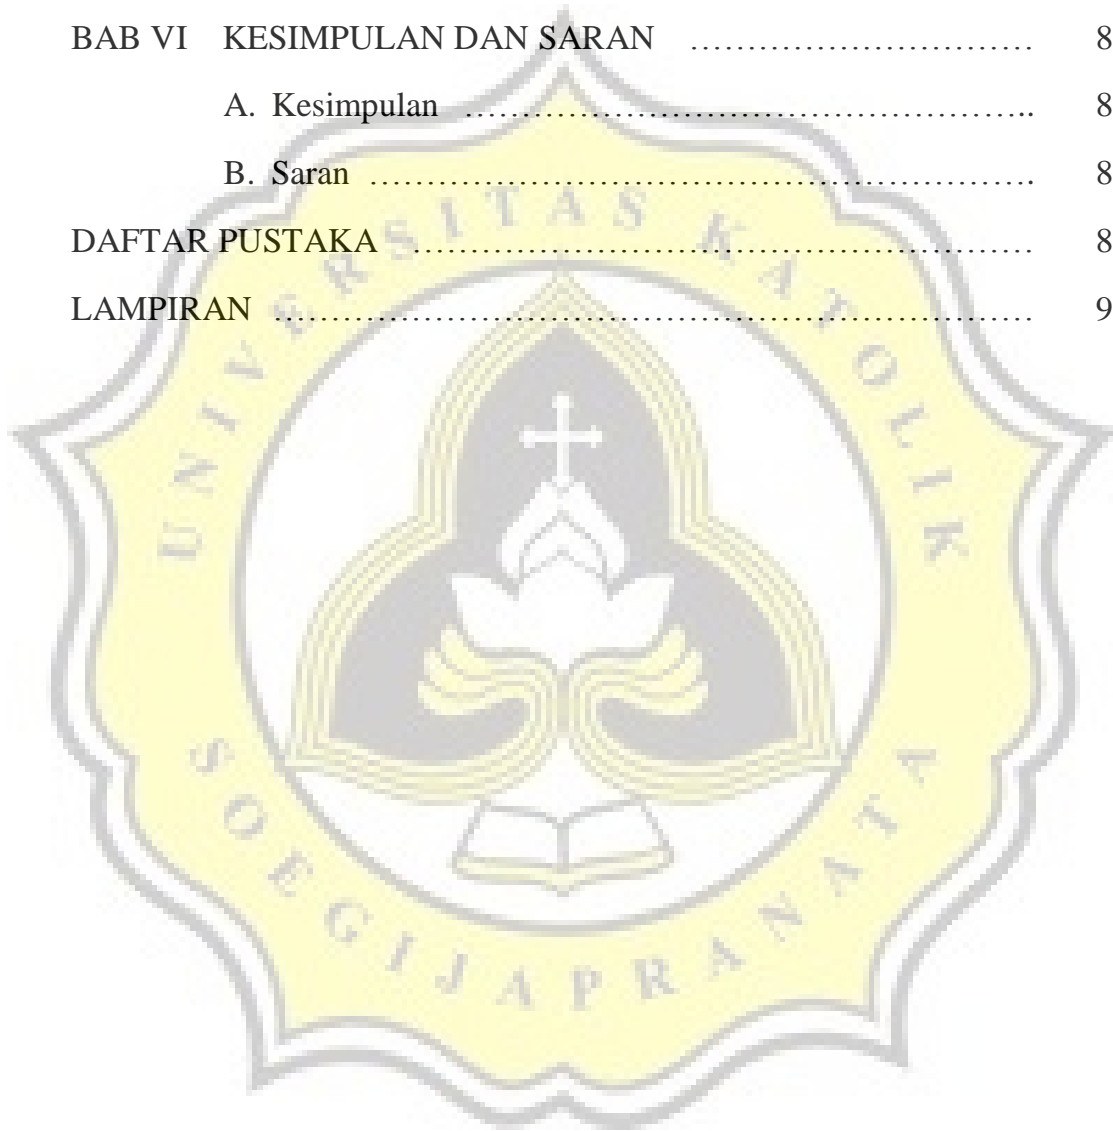 BAB VI KESIMPULAN DAN SARAN ………………………… 8
A. Kesimpulan ………………………………………….. 8
B. Saran …………………………………………………. 8
DAFTAR PUSTAKA ……………………………………………… 8
LAMPIRAN ………………………………………………………… 9
UNIVERSITAS KATOLIK
SOEGIJAPRANATA